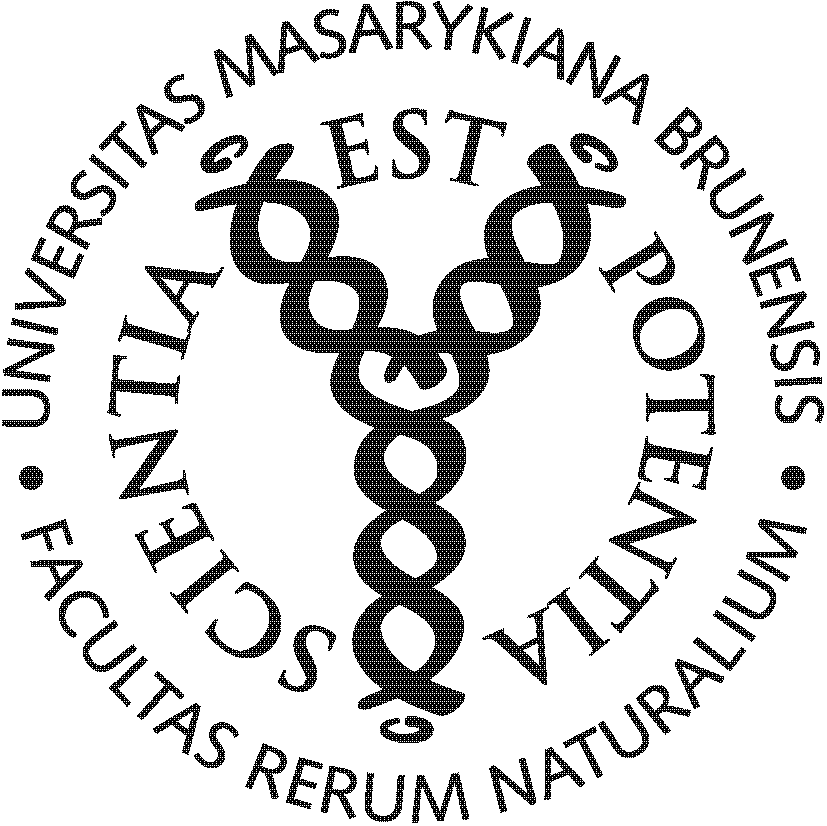 UNIVERSITAS MASARYKIANA BRUNENSIS
• FACULTAS RERUM NATURALIUM •
SCIENTIA EST POTENTIA
G
G
G